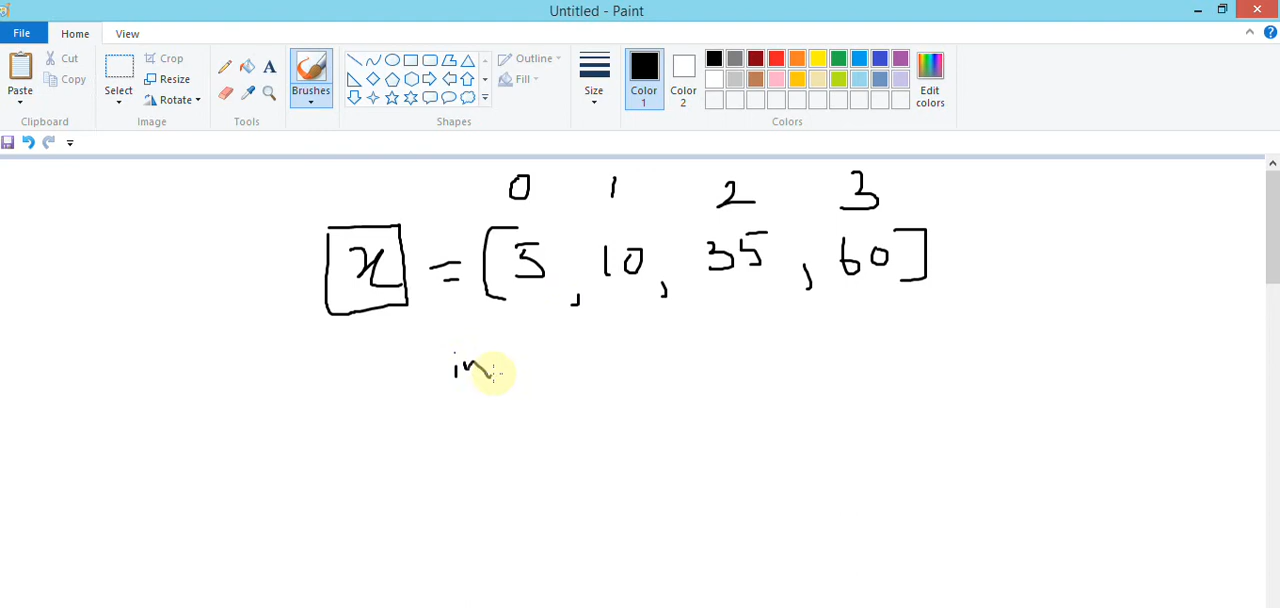 Untitled - Paint
File Home View
Cut
Copy
Paste
Clipboard
Select
Crop
Resize
Rotate
Image
A
Tools
Brushes
Outline
Fill
Shapes
Size
Color 1
Color 2
Edit colors
Colors
0 1 2 3
x = [5, 10, 35, 60]
in